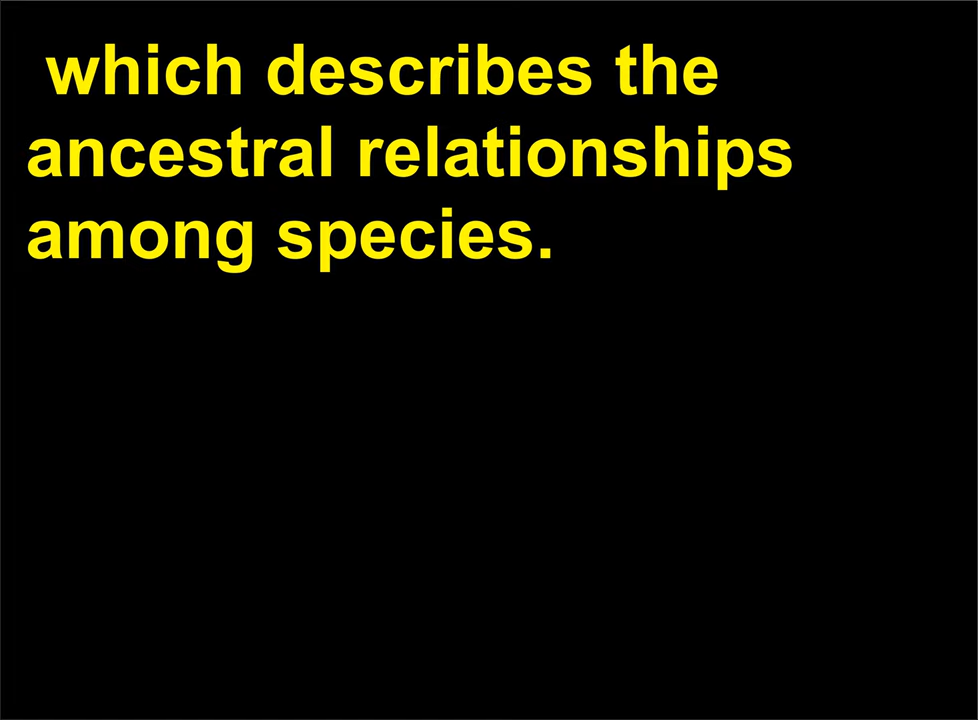 which describes the
ancestral relationships
among species.